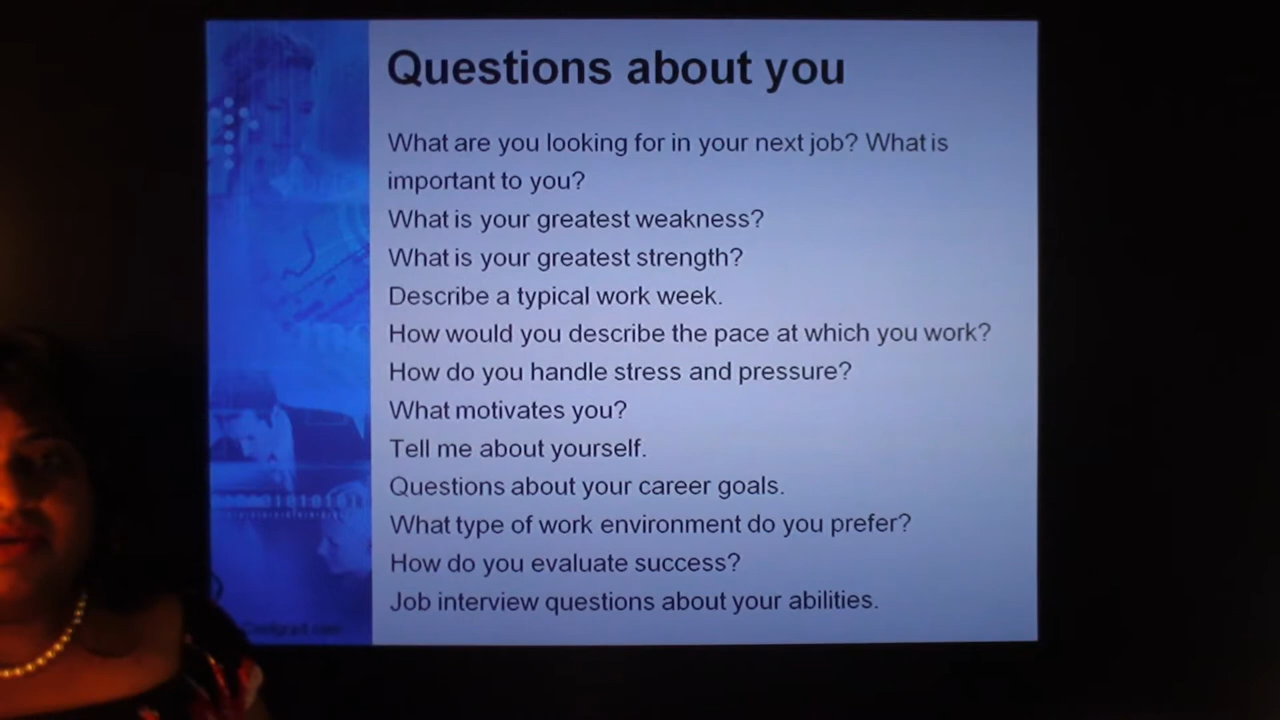 Questions about you
What are you looking for in your next job? What is
important to you?
What is your greatest weakness?
What is your greatest strength?
Describe a typical work week.
How would you describe the pace at which you work?
How do you handle stress and pressure?
What motivates you?
Tell me about yourself.
Questions about your career goals.
What type of work environment do you prefer?
How do you evaluate success?
Job interview questions about your abilities.